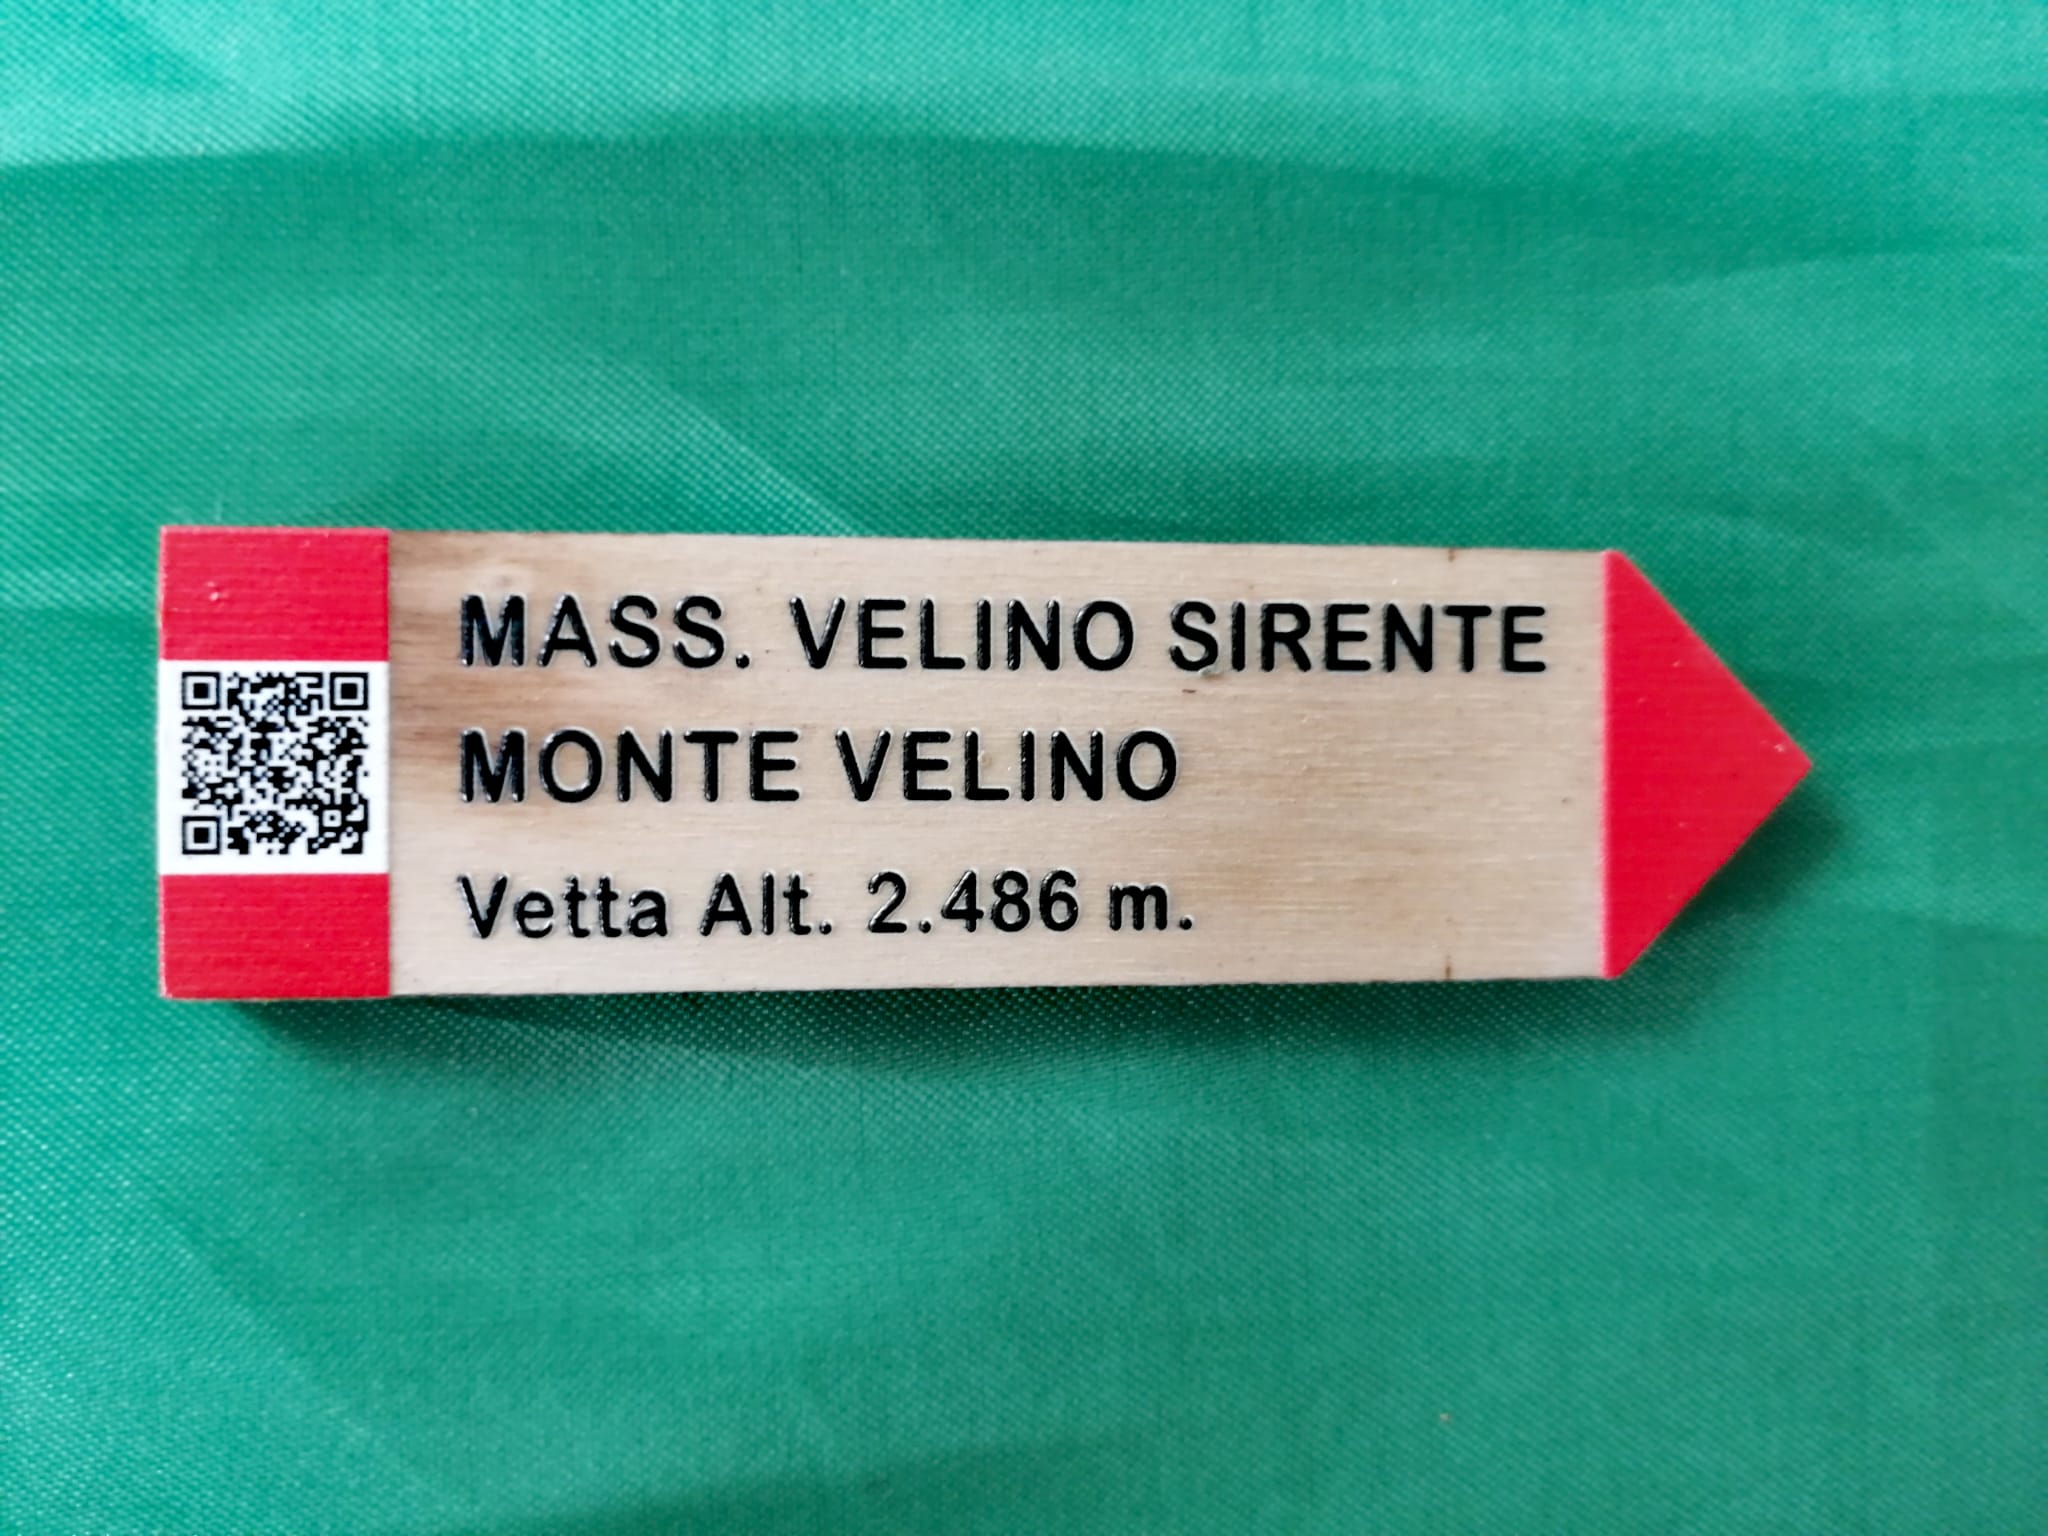 MASS. VELINO SIRENTE
MONTE VELINO
Vetta Alt. 2.486 m.